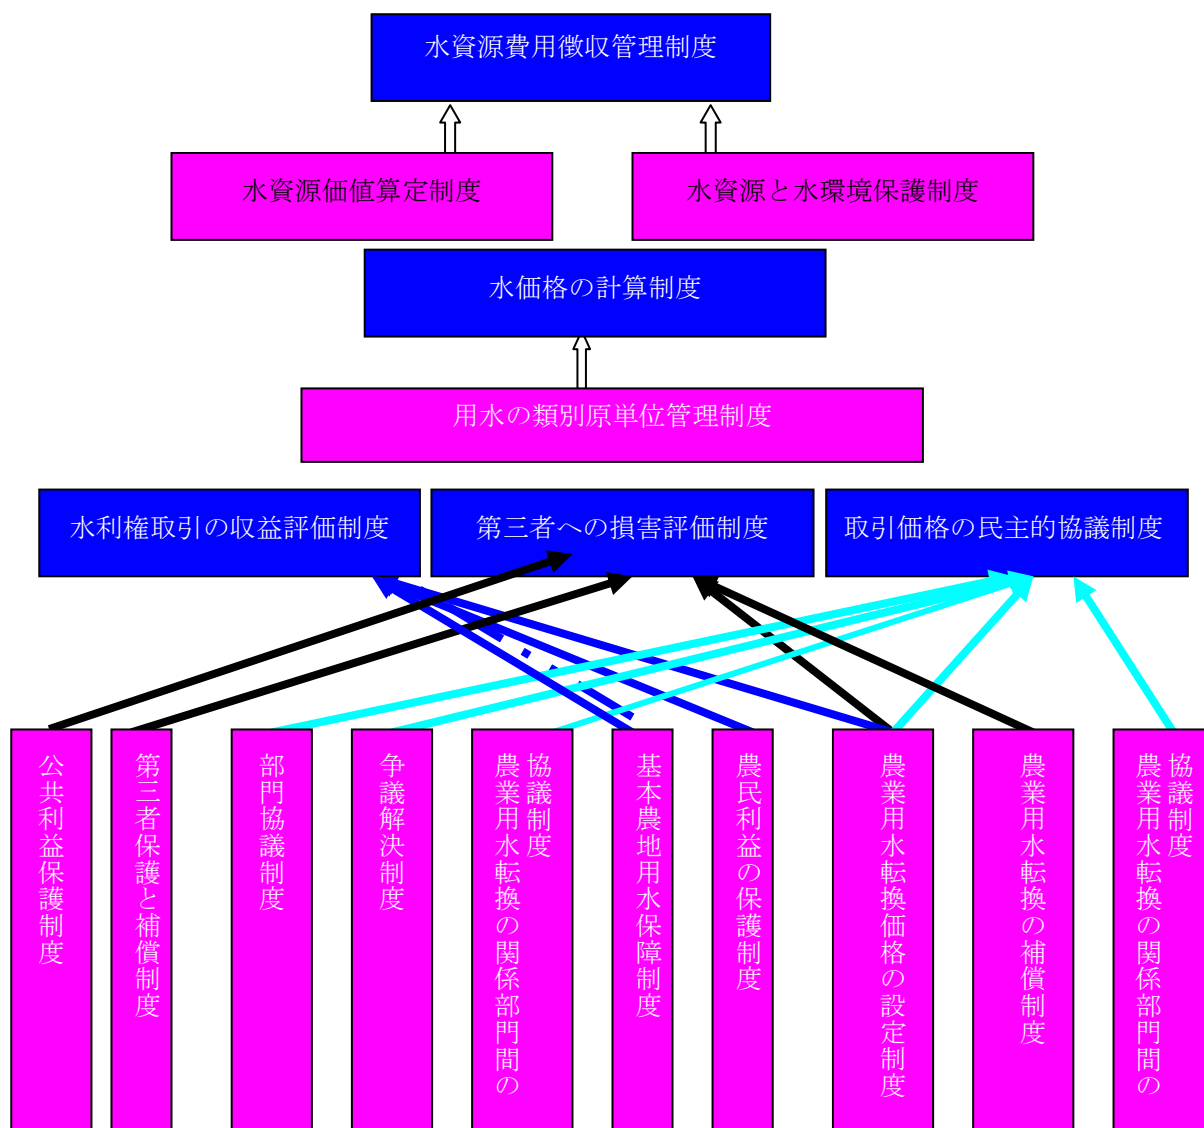 水資源費用徴収管理制度
水資源価値算定制度
水資源と水環境保護制度
水価格の計算制度
用水の類別原単位管理制度
水利権取引の収益評価制度
第三者への損害評価制度
取引価格の民主的協議制度
公共利益保護制度
第三者保護と補償制度
部門協議制度
争議解決制度
農業用水転換の関係部門間の
協議制度
基本農地用水保障制度
農民利益の保護制度
農業用水転換価格の設定制度
農業用水転換の補償制度
農業用水転換の関係部門間の
協議制度